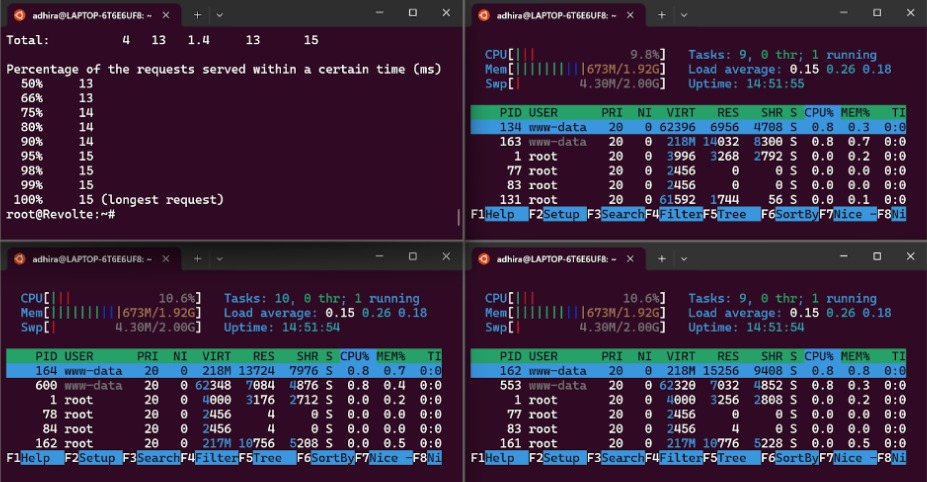 adhira@LAPTOP-6T6E6UF8: ~
Total: 4 13 1.4 13 15
Percentage of the requests served within a certain time (ms)
50% 13
66% 13
75% 14
80% 14
90% 14
95% 15
98% 15
99% 15
100% 15 (longest request)
root@Revolte:~#
adhira@LAPTOP-6T6E6UF8: ~
CPU[||| 9.8%] Tasks: 9, 0 thr; 1 running
Mem[|||||||||||673M/1.92G] Load average: 0.15 0.26 0.18
Swp[| 4.30M/2.00G] Uptime: 14:51:55
PID USER PRI NI VIRT RES SHR S CPU% MEM% TI
134 www-data 20 0 62396 6956 4708 S 0.8 0.3 0:0
163 www-data 20 0 218M 14032 8300 S 0.8 0.7 0:0
1 root 20 0 3996 3268 2792 S 0.0 0.2 0:0
77 root 20 0 2456 4 0 S 0.0 0.0 0:0
83 root 20 0 2456 4 0 S 0.0 0.0 0:0
131 root 20 0 61592 1744 56 S 0.0 0.1 0:0
F1Help F2Setup F3SearchF4FilterF5Tree F6SortByF7Nice -F8Ni
adhira@LAPTOP-6T6E6UF8: ~
CPU[||| 10.6%] Tasks: 10, 0 thr; 1 running
Mem[|||||||||||673M/1.92G] Load average: 0.15 0.26 0.18
Swp[| 4.30M/2.00G] Uptime: 14:51:54
PID USER PRI NI VIRT RES SHR S CPU% MEM% TI
164 www-data 20 0 218M 13724 7976 S 0.8 0.7 0:0
600 www-data 20 0 62348 7084 4876 S 0.8 0.4 0:0
1 root 20 0 4000 3176 2712 S 0.0 0.2 0:0
78 root 20 0 2456 4 0 S 0.0 0.0 0:0
84 root 20 0 2456 4 0 S 0.0 0.0 0:0
162 root 20 0 217M 10756 5208 S 0.0 0.5 0:0
F1Help F2Setup F3SearchF4FilterF5Tree F6SortByF7Nice -F8Ni
adhira@LAPTOP-6T6E6UF8: ~
CPU[||| 10.6%] Tasks: 9, 0 thr; 1 running
Mem[|||||||||||673M/1.92G] Load average: 0.15 0.26 0.18
Swp[| 4.30M/2.00G] Uptime: 14:51:54
PID USER PRI NI VIRT RES SHR S CPU% MEM% TI
162 www-data 20 0 218M 15256 9408 S 0.8 0.8 0:0
553 www-data 20 0 62320 7032 4852 S 0.8 0.3 0:0
1 root 20 0 4000 3256 2808 S 0.0 0.2 0:0
77 root 20 0 2456 4 0 S 0.0 0.0 0:0
83 root 20 0 2456 4 0 S 0.0 0.0 0:0
161 root 20 0 217M 10776 5228 S 0.0 0.5 0:0
F1Help F2Setup F3SearchF4FilterF5Tree F6SortByF7Nice -F8Ni